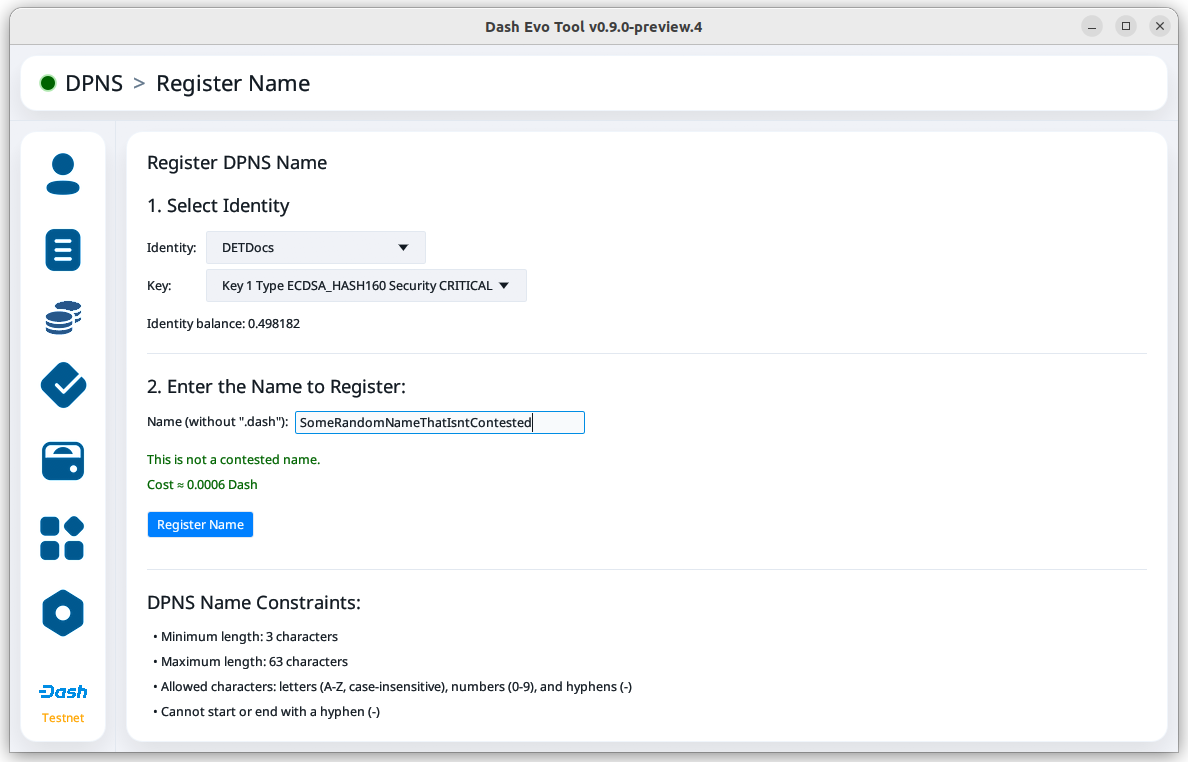 Dash Evo Tool v0.9.0-preview.4
DPNS > Register Name
Register DPNS Name
1. Select Identity
Identity: DETDocs
Key: Key 1 Type ECDSA_HASH160 Security CRITICAL
Identity balance: 0.498182
2. Enter the Name to Register:
Name (without ".dash"): SomeRandomNameThatIsntContested
This is not a contested name.
Cost ≈ 0.0006 Dash
Register Name
DPNS Name Constraints:
• Minimum length: 3 characters
• Maximum length: 63 characters
• Allowed characters: letters (A-Z, case-insensitive), numbers (0-9), and hyphens (-)
• Cannot start or end with a hyphen (-)
Dash
Testnet